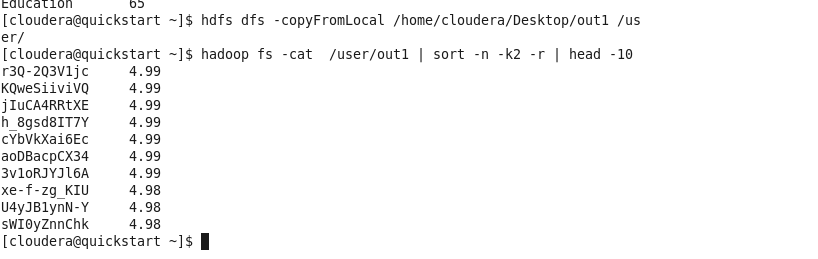 Education     65
[cloudera@quickstart ~]$ hdfs dfs -copyFromLocal /home/cloudera/Desktop/out1 /us
er/
[cloudera@quickstart ~]$ hadoop fs -cat  /user/out1 | sort -n -k2 -r | head -10
r3Q-2Q3V1jc     4.99
KQweSiiviVQ     4.99
jIuCA4RRtXE     4.99
h_8gsd8IT7Y     4.99
cYbVkXai6Ec     4.99
aoDBacpCX34     4.99
3v1oRJYJl6A     4.99
xe-f-zg_KIU     4.98
U4yJB1ynN-Y     4.98
sWI0yZnnChk     4.98
[cloudera@quickstart ~]$